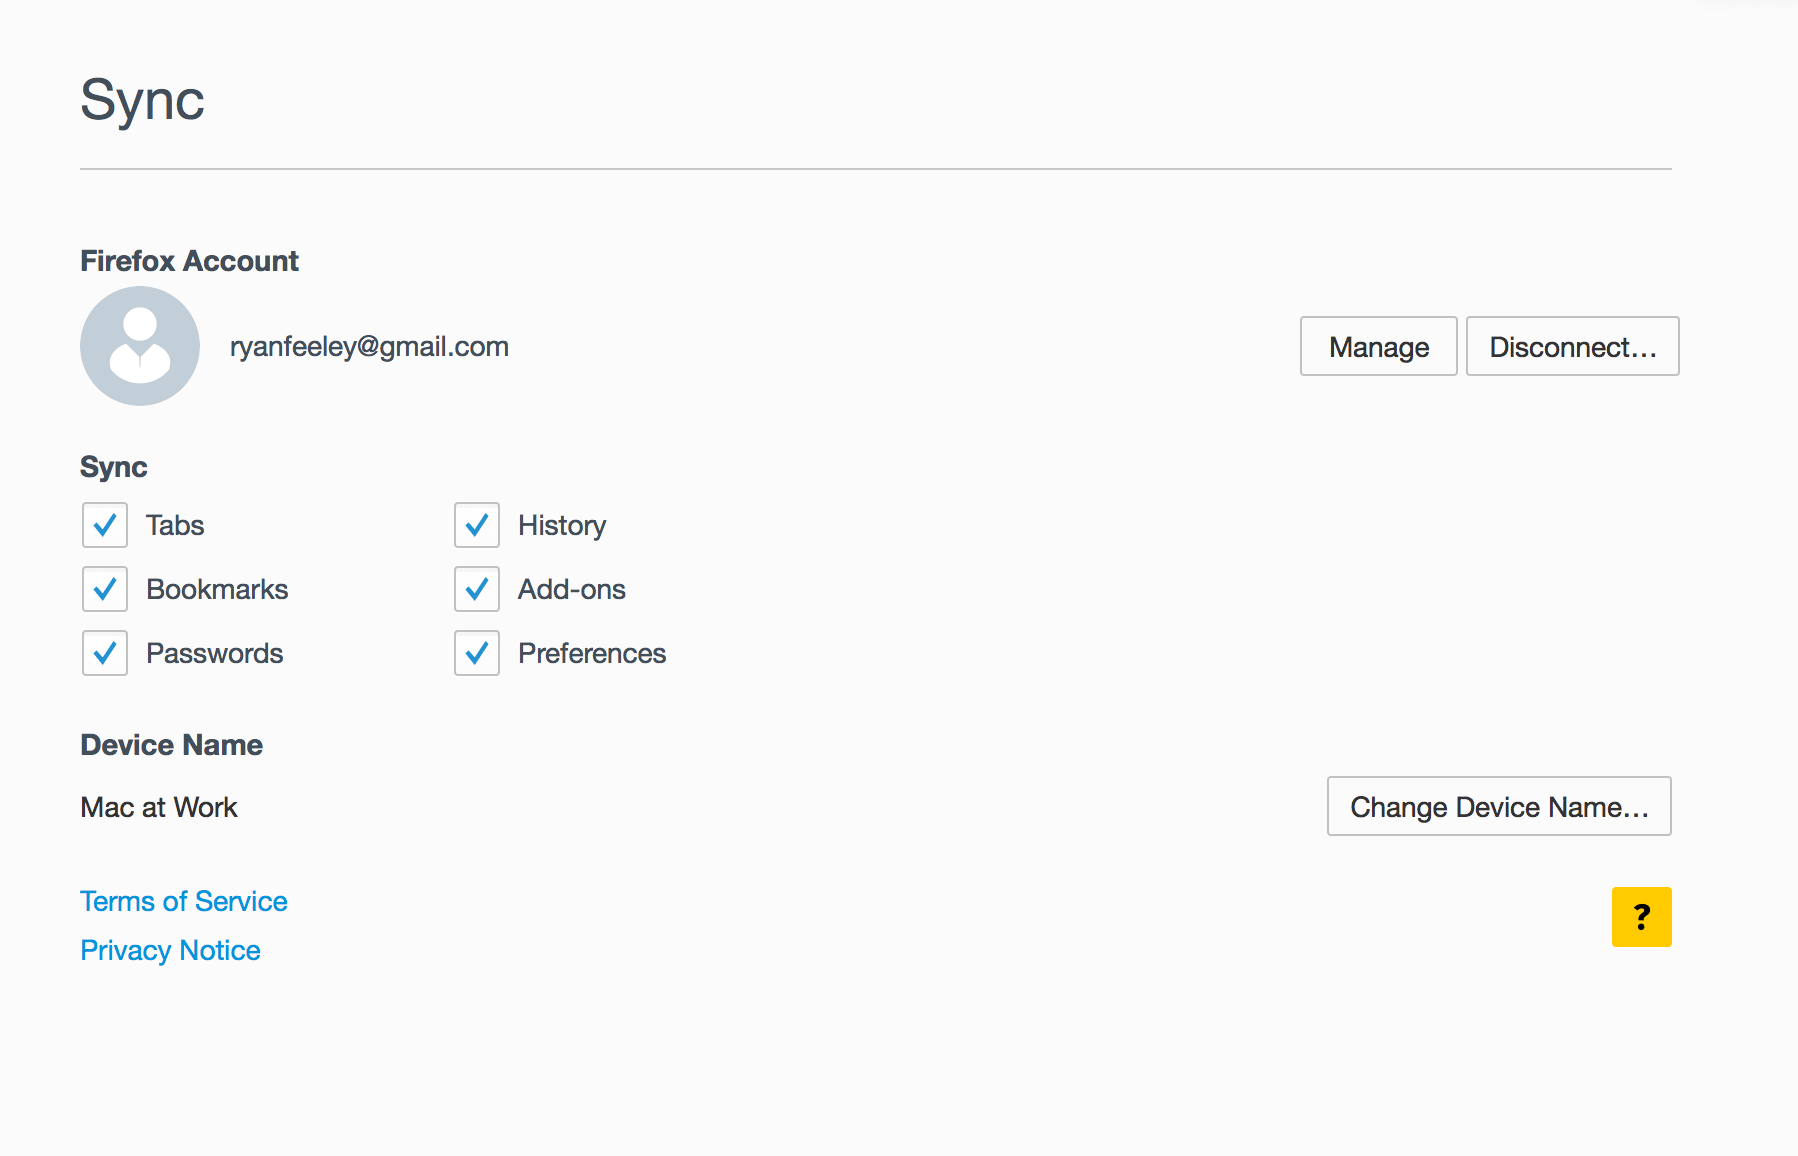 Sync
Firefox Account
ryanfeeley@gmail.com
Manage
Disconnect...
Sync
Tabs
History
Bookmarks
Add-ons
Passwords
Preferences
Device Name
Mac at Work
Change Device Name...
Terms of Service
?
Privacy Notice